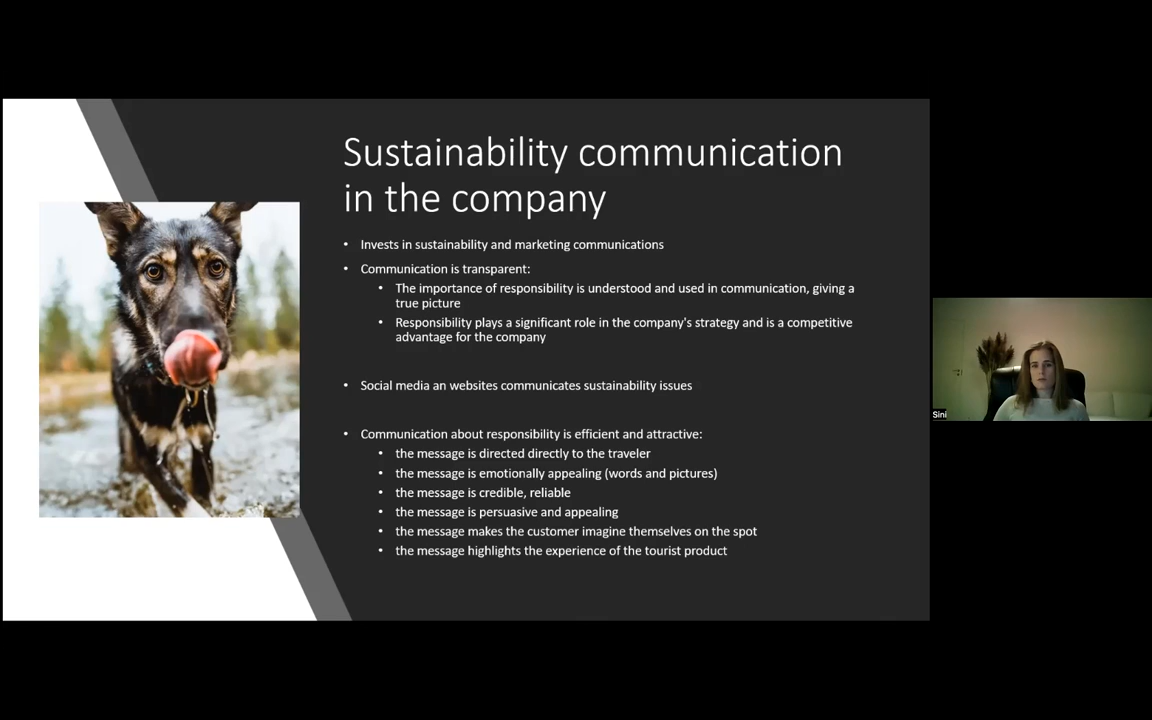 Sustainability communication
in the company
• Invests in sustainability and marketing communications
• Communication is transparent:
• The importance of responsibility is understood and used in communication, giving a
true picture
• Responsibility plays a significant role in the company's strategy and is a competitive
advantage for the company
• Social media an websites communicates sustainability issues
• Communication about responsibility is efficient and attractive:
• the message is directed directly to the traveler
• the message is emotionally appealing (words and pictures)
• the message is credible, reliable
• the message is persuasive and appealing
• the message makes the customer imagine themselves on the spot
• the message highlights the experience of the tourist product
Sini